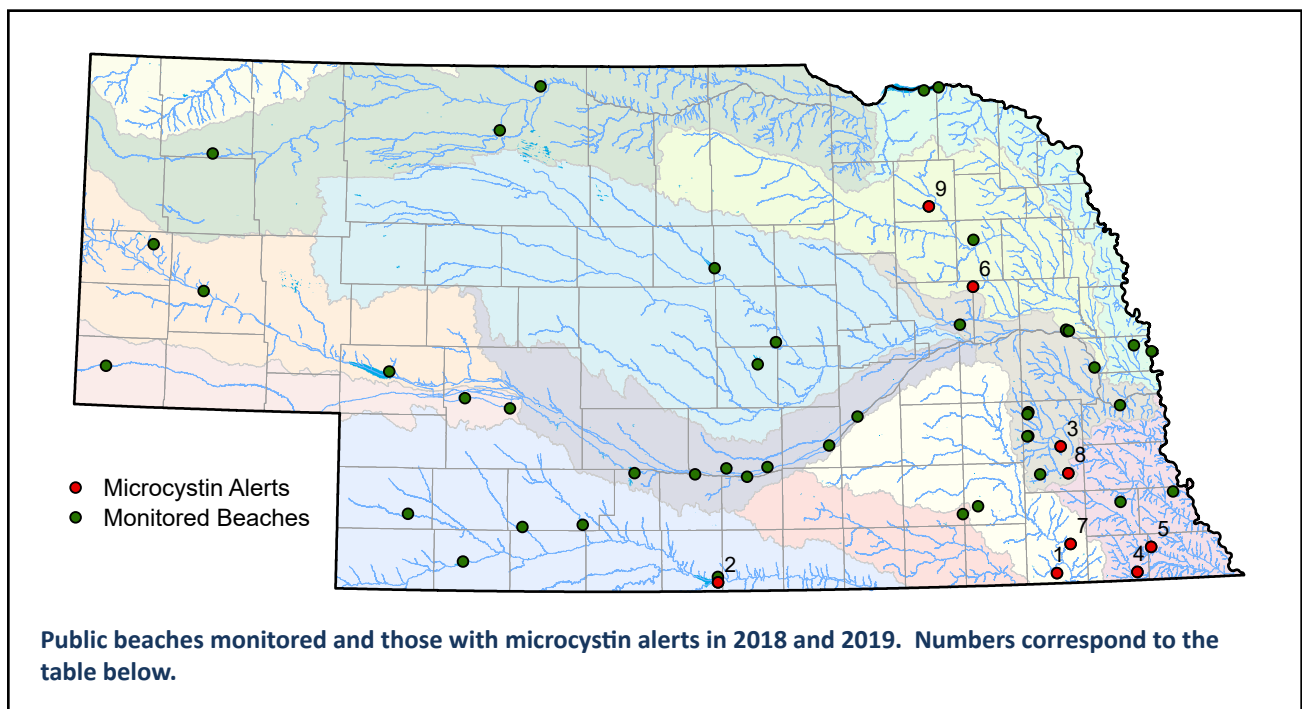 9
6
3
8
7
5
1
4
2
Microcystin Alerts
Monitored Beaches
Public beaches monitored and those with microcystin alerts in 2018 and 2019.  Numbers correspond to the
table below.